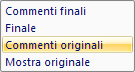 Commenti finali
Finale
Commenti originali
Mostra originale